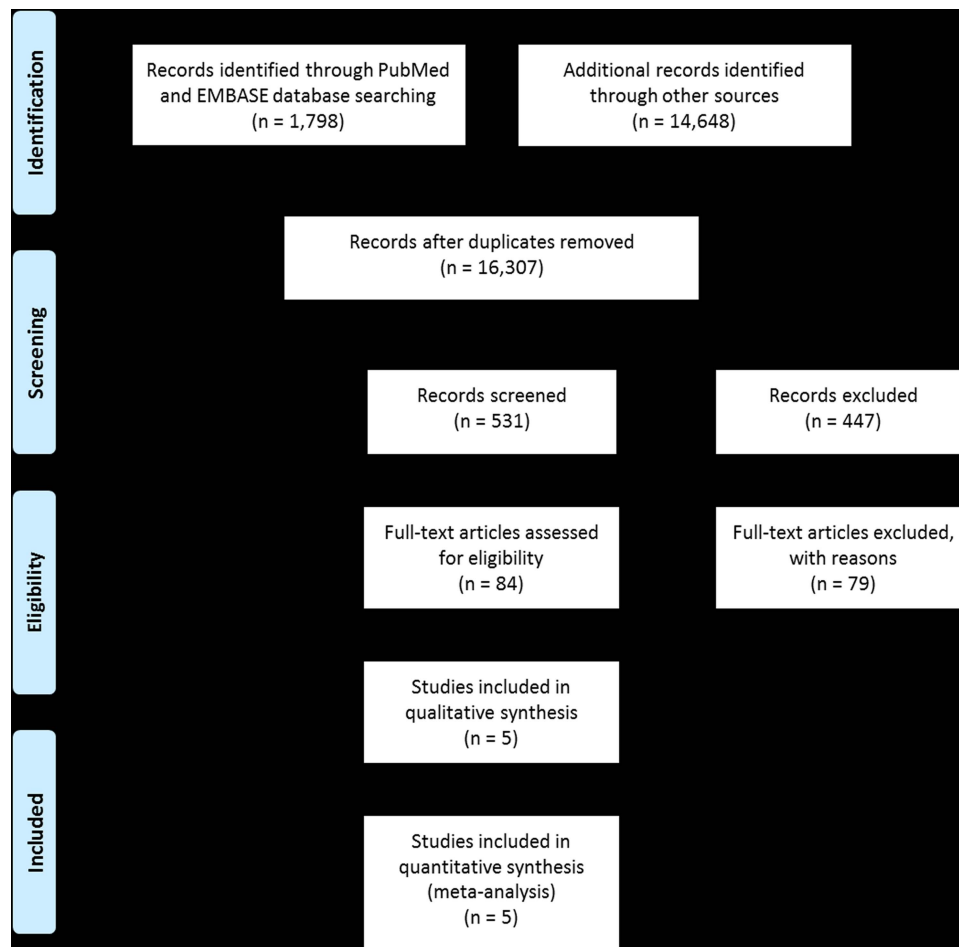 Identification
Records identified through PubMed
and EMBASE database searching
(n = 1,798)
Additional records identified
through other sources
(n = 14,648)
Records after duplicates removed
(n = 16,307)
Screening
Records screened
(n = 531)
Records excluded
(n = 447)
Eligibility
Full-text articles assessed
for eligibility
(n = 84)
Full-text articles excluded,
with reasons
(n = 79)
Studies included in
qualitative synthesis
(n = 5)
Included
Studies included in
quantitative synthesis
(meta-analysis)
(n = 5)